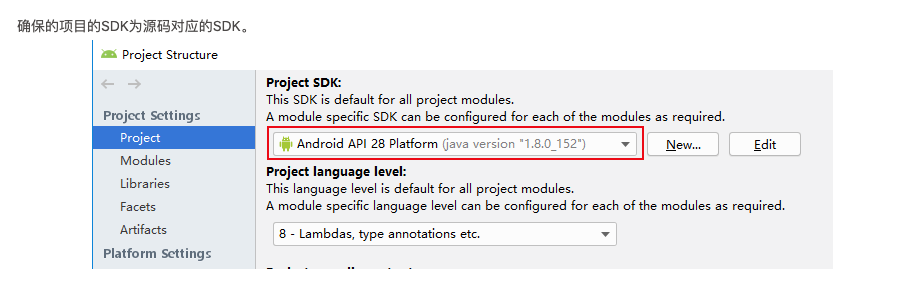 确保的项目的SDK为源码对应的SDK。
Project Structure
Project Settings
Project
Modules
Libraries
Facets
Artifacts
Platform Settings
Project SDK:
This SDK is default for all project modules.
A module specific SDK can be configured for each of the modules as required.
Android API 28 Platform (java version "1.8.0_152")
New...
Edit
Project language level:
This language level is default for all project modules.
A module specific language level can be configured for each of the modules as required.
8 - Lambdas, type annotations etc.